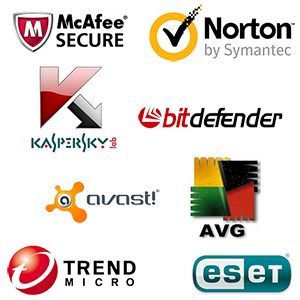 McAfee®
SECURE
Norton
by Symantec
KASPERSKY lab
bitdefender
avast!
AVG
TREND
MICRO
eseT